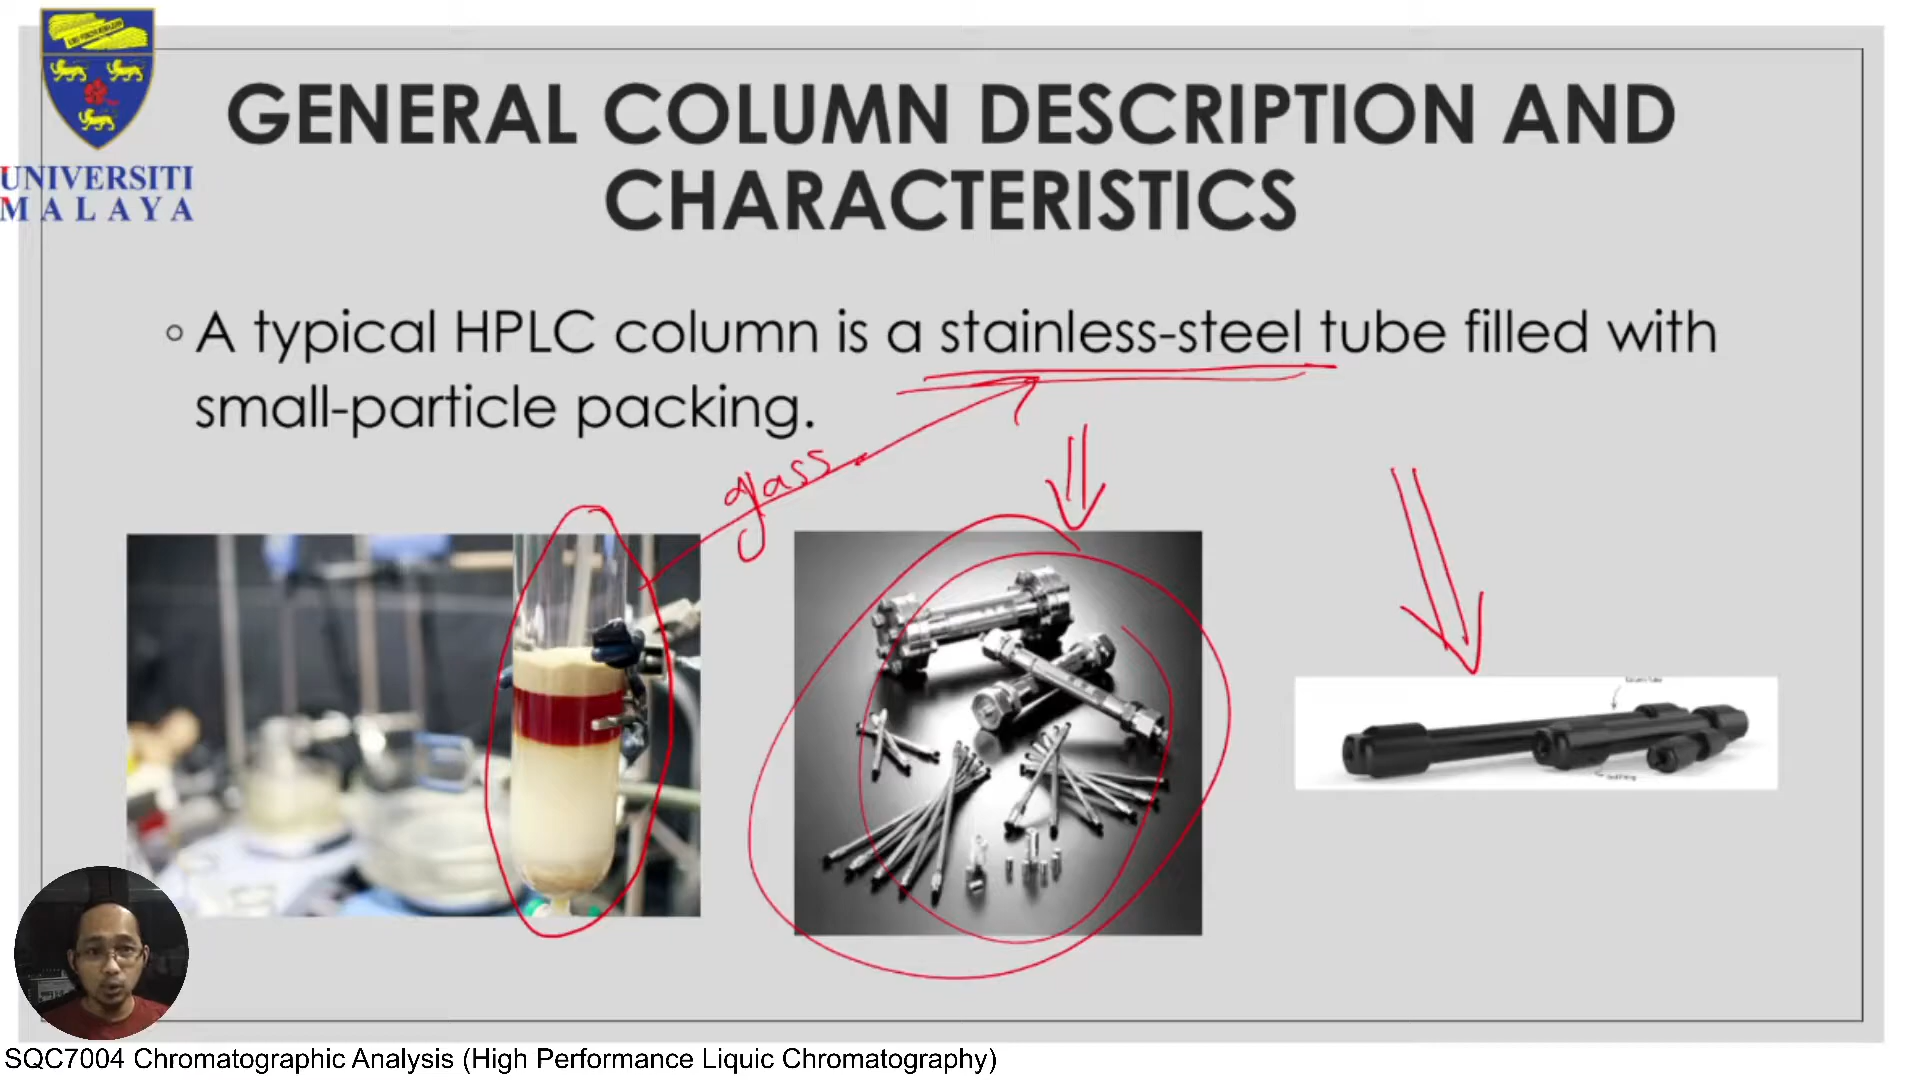 UNIVERSITI
MALAYA
GENERAL COLUMN DESCRIPTION AND
CHARACTERISTICS
◦ A typical HPLC column is a stainless-steel tube filled with
small-particle packing.
glass
SQC7004 Chromatographic Analysis (High Performance Liquic Chromatography)